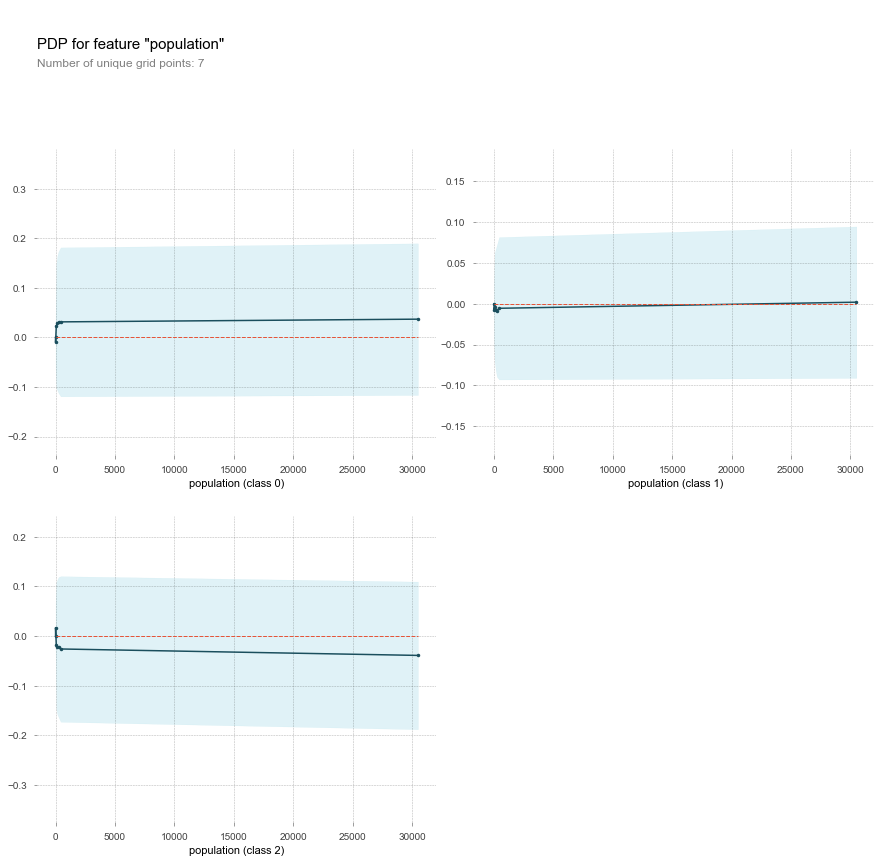 PDP for feature "population"
Number of unique grid points: 7
0.3
0.2
0.1
0.0
−0.1
−0.2
0 5000 10000 15000 20000 25000 30000
population (class 0)
0.15
0.10
0.05
0.00
−0.05
−0.10
−0.15
0 5000 10000 15000 20000 25000 30000
population (class 1)
0.2
0.1
0.0
−0.1
−0.2
−0.3
0 5000 10000 15000 20000 25000 30000
population (class 2)